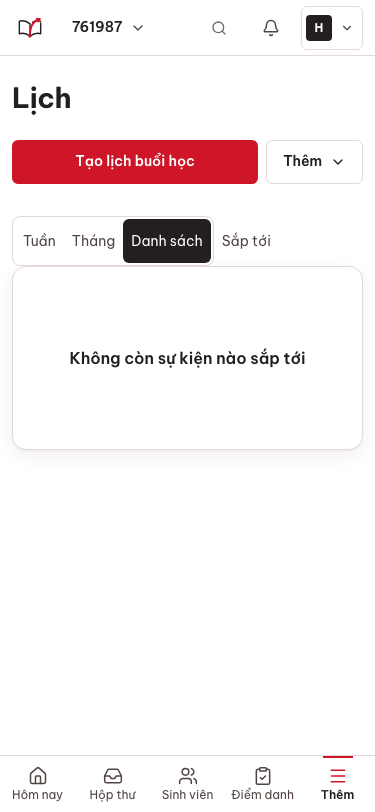 761987
H
Lịch
Tạo lịch buổi học
Thêm
Tuần
Tháng
Danh sách
Sắp tới
Không còn sự kiện nào sắp tới
Hôm nay
Hộp thư
Sinh viên
Điểm danh
Thêm